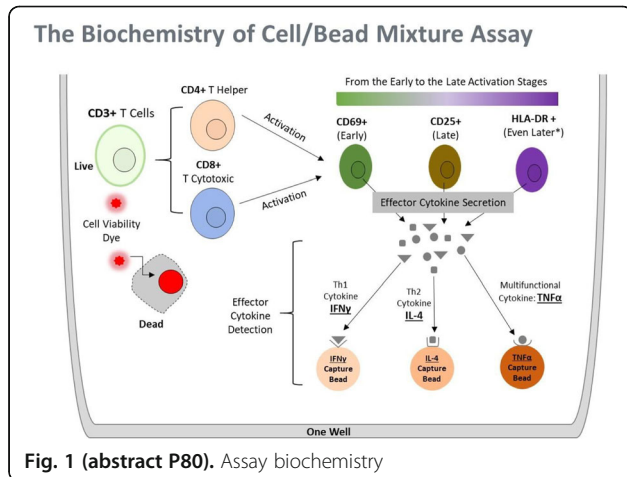 The Biochemistry of Cell/Bead Mixture Assay
From the Early to the Late Activation Stages
CD3+ T Cells
Live
Cell Viability
Dye
Dead
CD4+ T Helper
CD8+
T Cytotoxic
Activation
Activation
CD69+
(Early)
CD25+
(Late)
HLA-DR +
(Even Later*)
Effector Cytokine Secretion
Effector
Cytokine
Detection
Th1
Cytokine
IFNγ
Th2
Cytokine
IL-4
Multifunctional
Cytokine: TNFα
IFNγ
Capture
Bead
IL-4
Capture
Bead
TNFα
Capture
Bead
One Well
Fig. 1 (abstract P80). Assay biochemistry